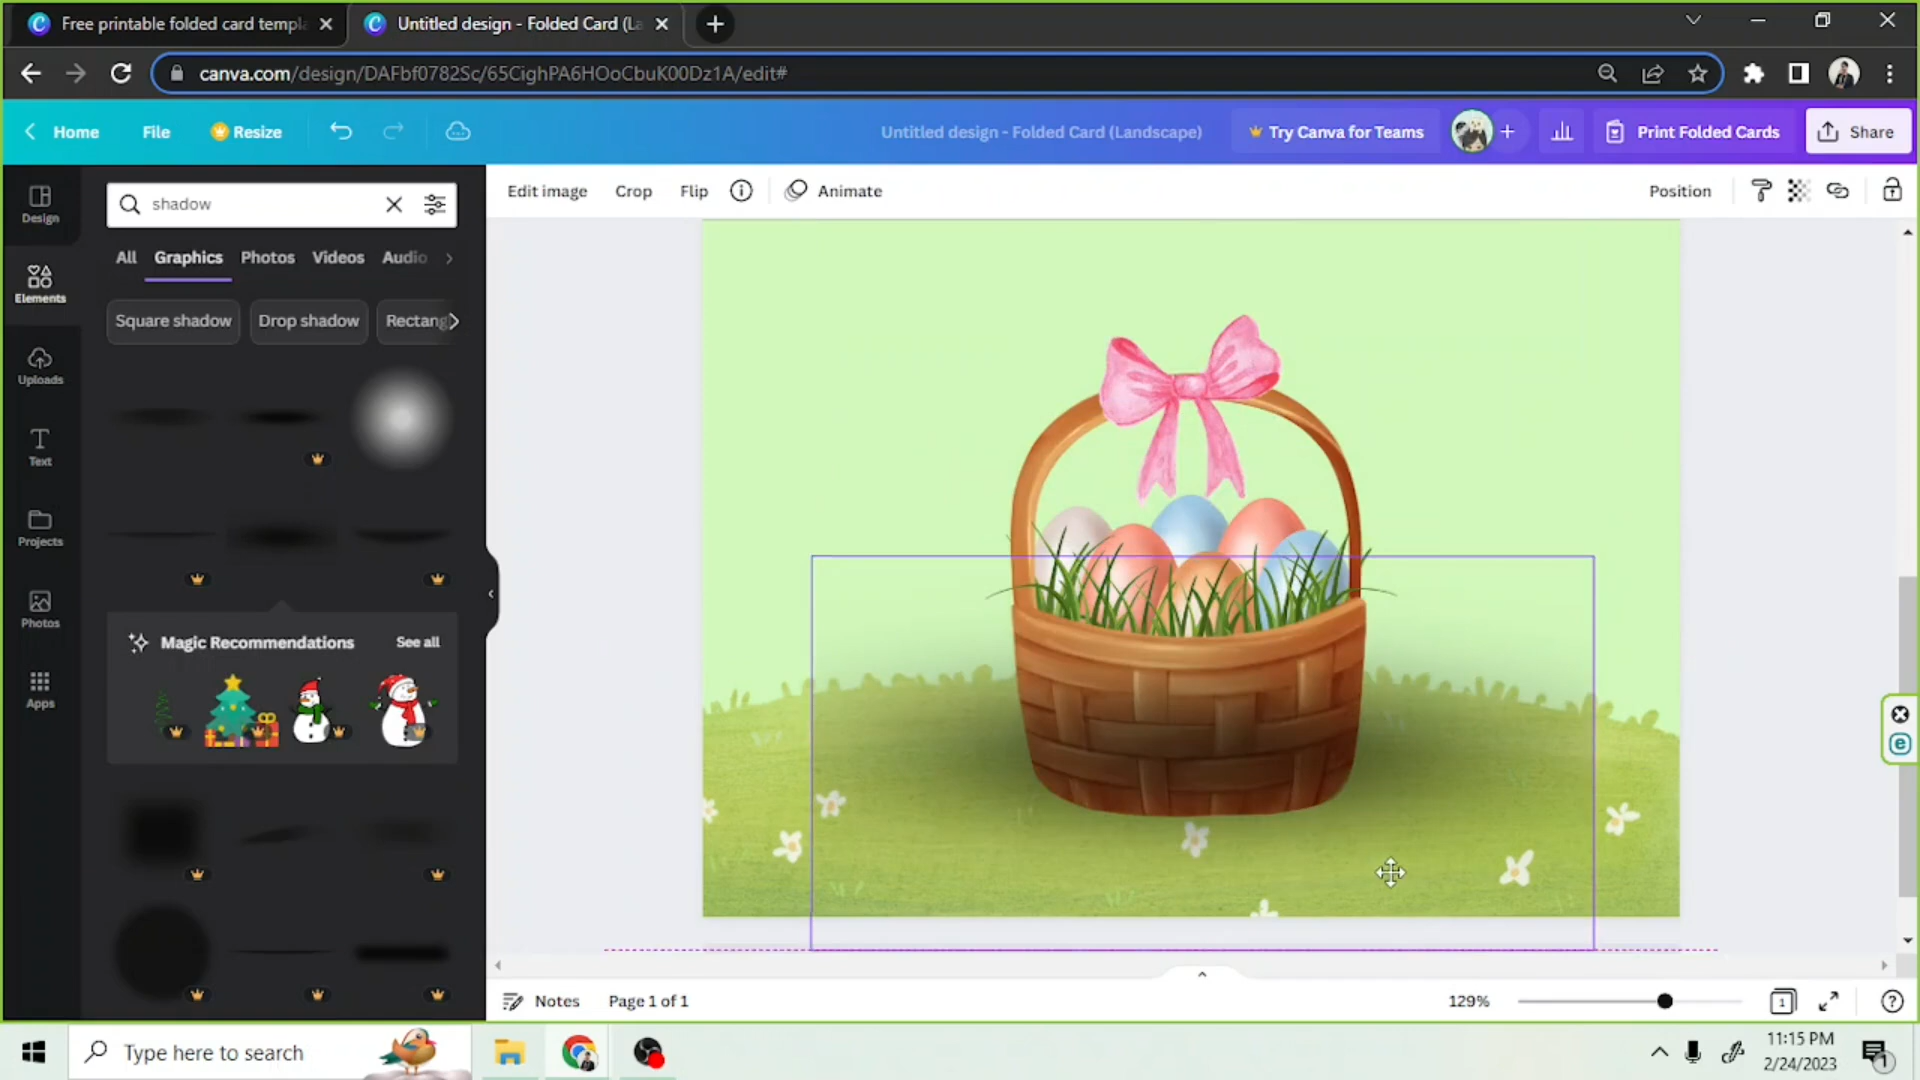 Free printable folded card templ
Untitled design - Folded Card (La
canva.com/design/DAFbf0782Sc/65CighPA6HOoCbuK00Dz1A/edit#
Home
File
Resize
Untitled design - Folded Card (Landscape)
Try Canva for Teams
Print Folded Cards
Share
Design
Elements
Uploads
Text
Projects
Photos
Apps
shadow
All
Graphics
Photos
Videos
Audio
Square shadow
Drop shadow
Rectang
Magic Recommendations
See all
Edit image
Crop
Flip
Animate
Position
Notes
Page 1 of 1
129%
1
Type here to search
11:15 PM
2/24/2023
1